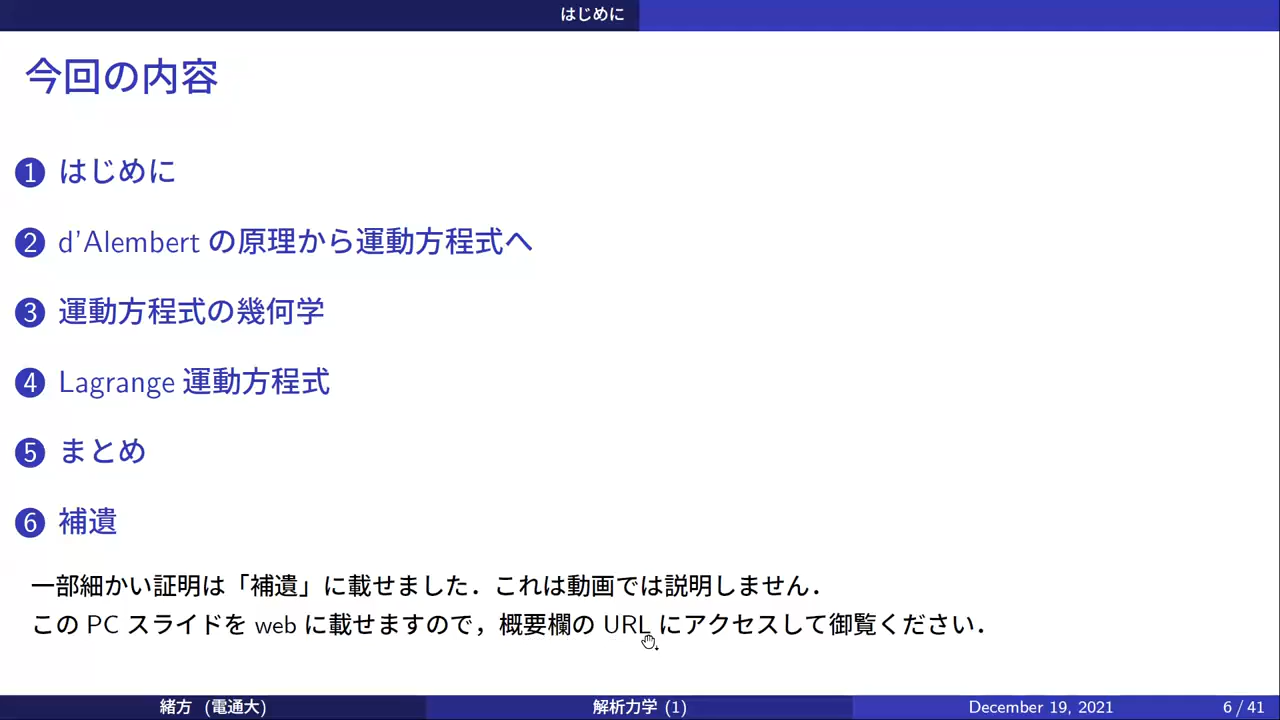 はじめに
今回の内容
1 はじめに
2 d'Alembert の原理から運動方程式へ
3 運動方程式の幾何学
4 Lagrange 運動方程式
5 まとめ
6 補遺
一部細かい証明は「補遺」に載せました．これは動画では説明しません．
この PC スライドを web に載せますので，概要欄の URL にアクセスして御覧ください．
緒方 (電通大) 解析力学 (1) December 19, 2021 6 / 41